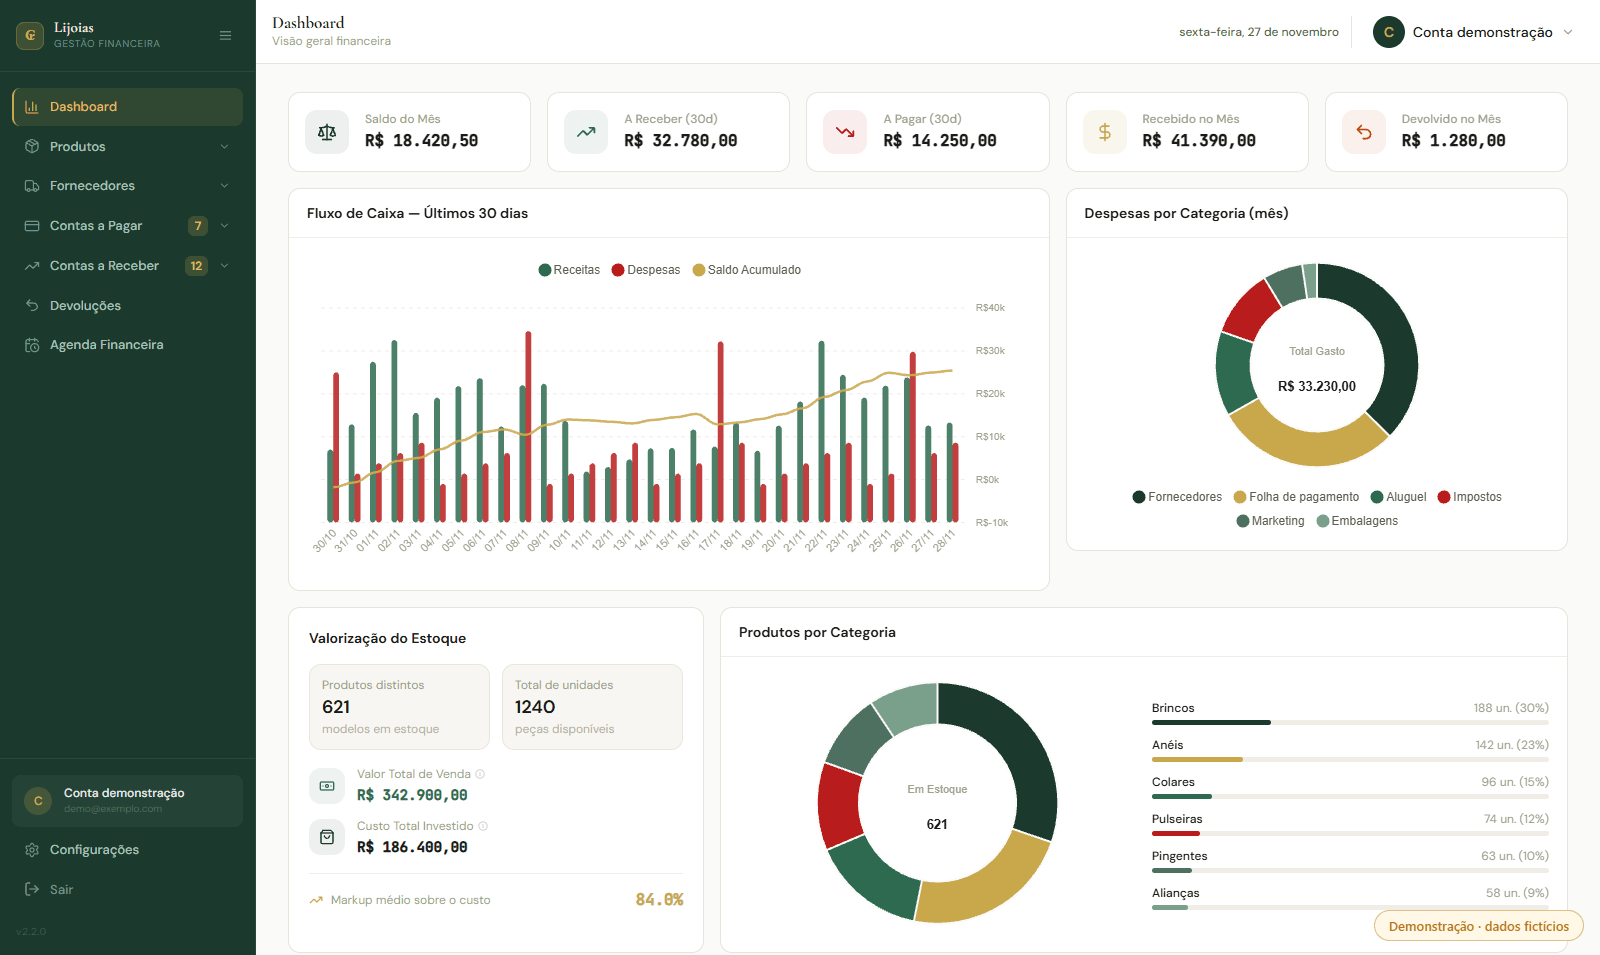 Lijoias
GESTÃO FINANCEIRA
Dashboard
Produtos
Fornecedores
Contas a Pagar 7
Contas a Receber 12
Devoluções
Agenda Financeira
C
Conta demonstração
demo@exemplo.com
Configurações
Sair
v2.2.0
Dashboard
Visão geral financeira
sexta-feira, 27 de novembro
C Conta demonstração
Saldo do Mês
R$ 18.420,50
A Receber (30d)
R$ 32.780,00
A Pagar (30d)
R$ 14.250,00
Recebido no Mês
R$ 41.390,00
Devolvido no Mês
R$ 1.280,00
Fluxo de Caixa — Últimos 30 dias
Receitas Despesas Saldo Acumulado
R$40k
R$30k
R$20k
R$10k
R$0k
R$-10k
30/10 31/10 01/11 02/11 03/11 04/11 05/11 06/11 07/11 08/11 09/11 10/11 11/11 12/11 13/11 14/11 15/11 16/11 17/11 18/11 19/11 20/11 21/11 22/11 23/11 24/11 25/11 26/11 27/11 28/11
Despesas por Categoria (mês)
Total Gasto
R$ 33.230,00
Fornecedores Folha de pagamento Aluguel Impostos
Marketing Embalagens
Valorização do Estoque
Produtos distintos
621
modelos em estoque
Total de unidades
1240
peças disponíveis
Valor Total de Venda
R$ 342.900,00
Custo Total Investido
R$ 186.400,00
Markup médio sobre o custo 84.0%
Produtos por Categoria
Em Estoque
621
Brincos 188 un. (30%)
Anéis 142 un. (23%)
Colares 96 un. (15%)
Pulseiras 74 un. (12%)
Pingentes 63 un. (10%)
Alianças 58 un. (9%)
Demonstração · dados fictícios